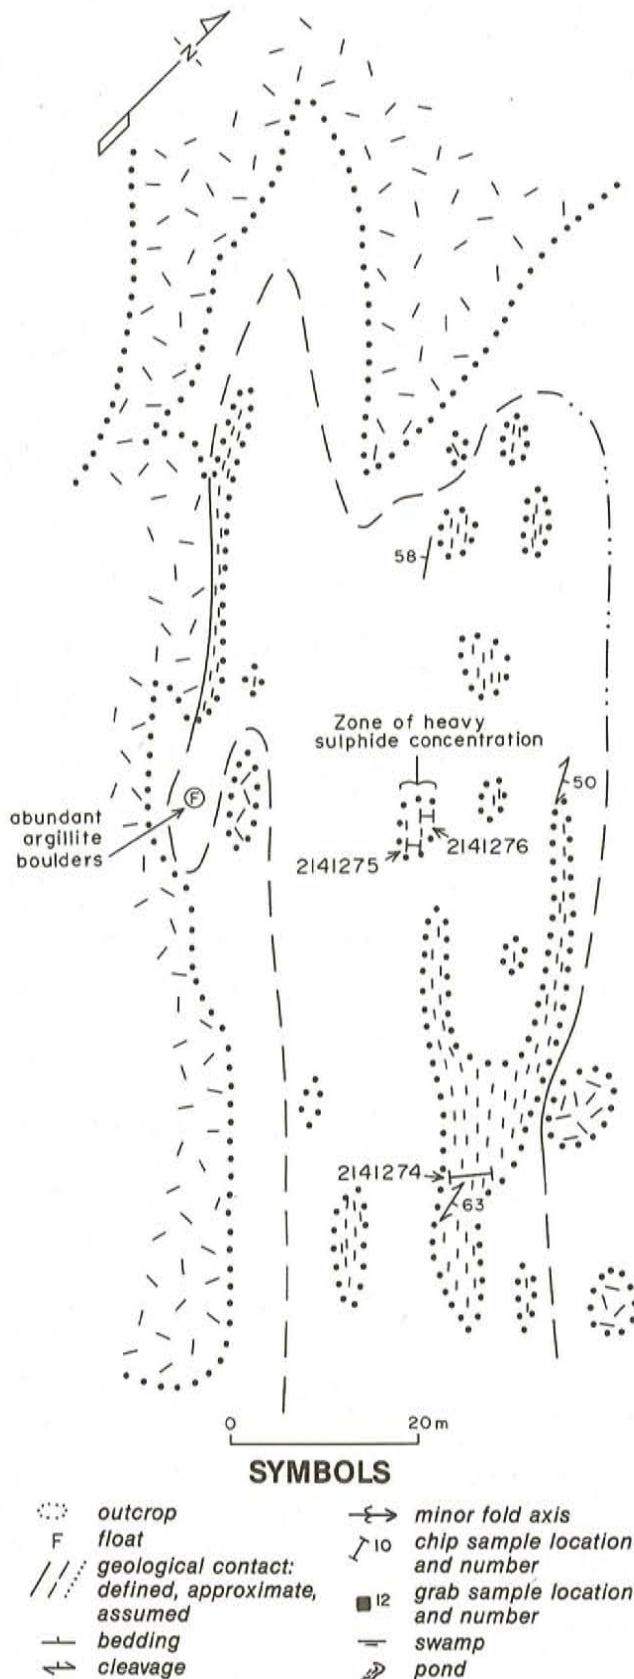 N
58
Zone of heavy
sulphide concentration
50
F
abundant
argillite
boulders
2141276
2141275
2141274
63
0 20m
SYMBOLS
outcrop
F float
geological contact:
defined, approximate,
assumed
bedding
cleavage
minor fold axis
10 chip sample location
and number
12 grab sample location
and number
swamp
pond